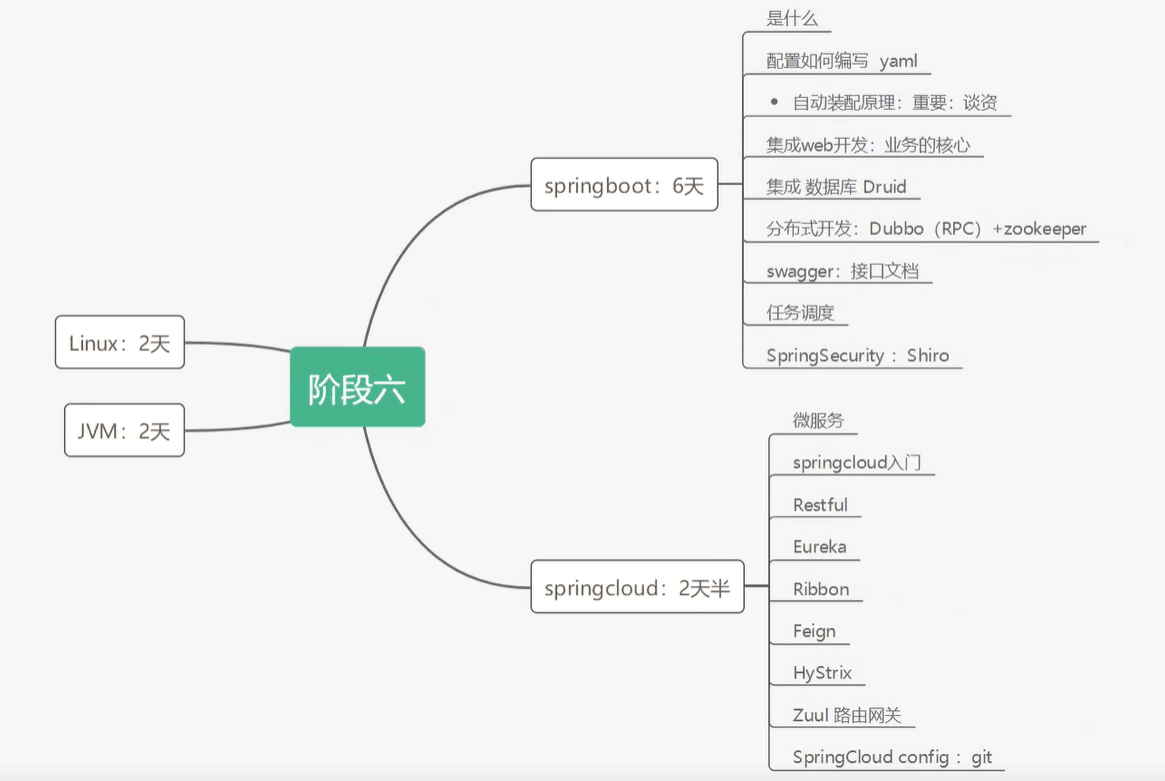 是什么
配置如何编写 yaml
• 自动装配原理：重要：谈资
集成web开发：业务的核心
springboot：6天
集成 数据库 Druid
分布式开发：Dubbo（RPC）+zookeeper
swagger：接口文档
任务调度
SpringSecurity ：Shiro
Linux：2天
阶段六
JVM：2天
微服务
springcloud入门
Restful
Eureka
springcloud：2天半
Ribbon
Feign
HyStrix
Zuul 路由网关
SpringCloud config ：git